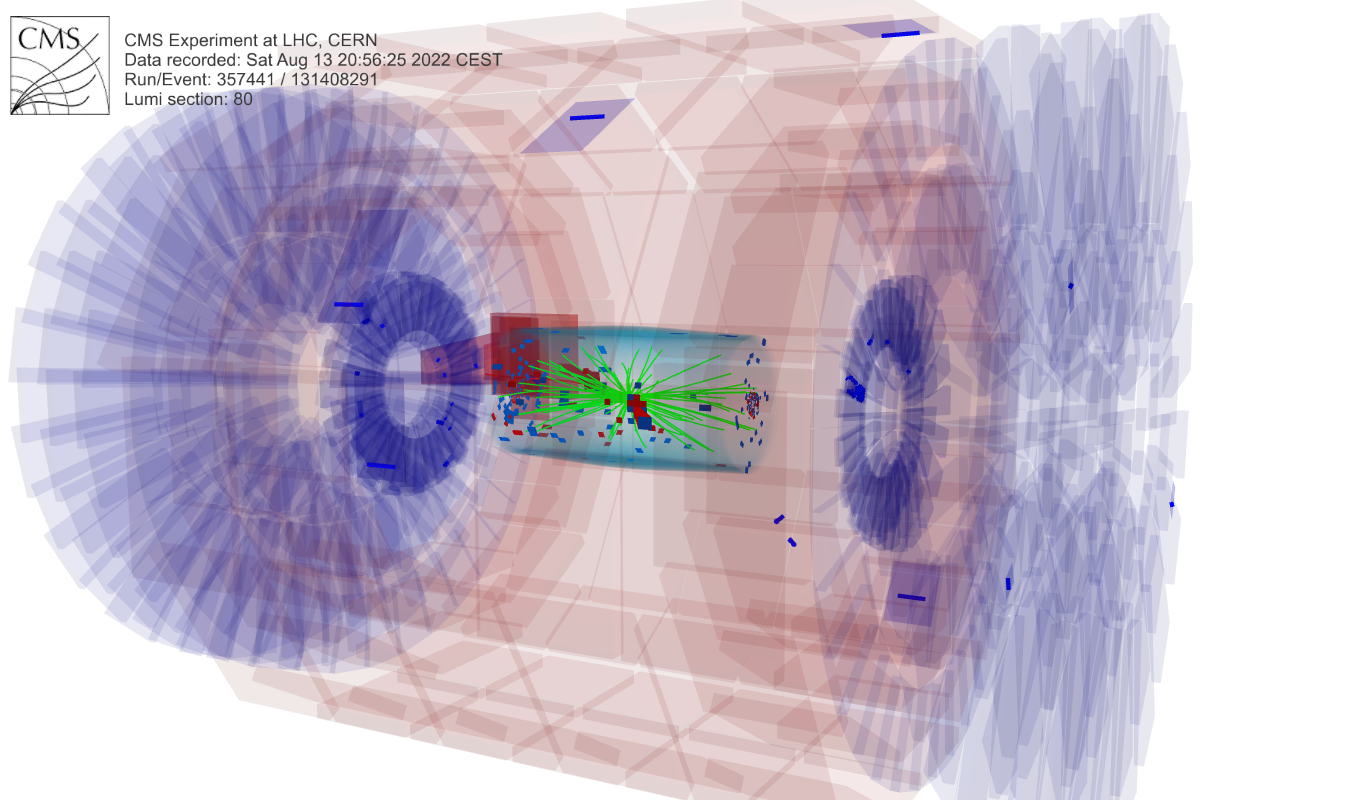 CMS
CMS Experiment at LHC, CERN
Data recorded: Sat Aug 13 20:56:25 2022 CEST
Run/Event: 357441 / 131408291
Lumi section: 80